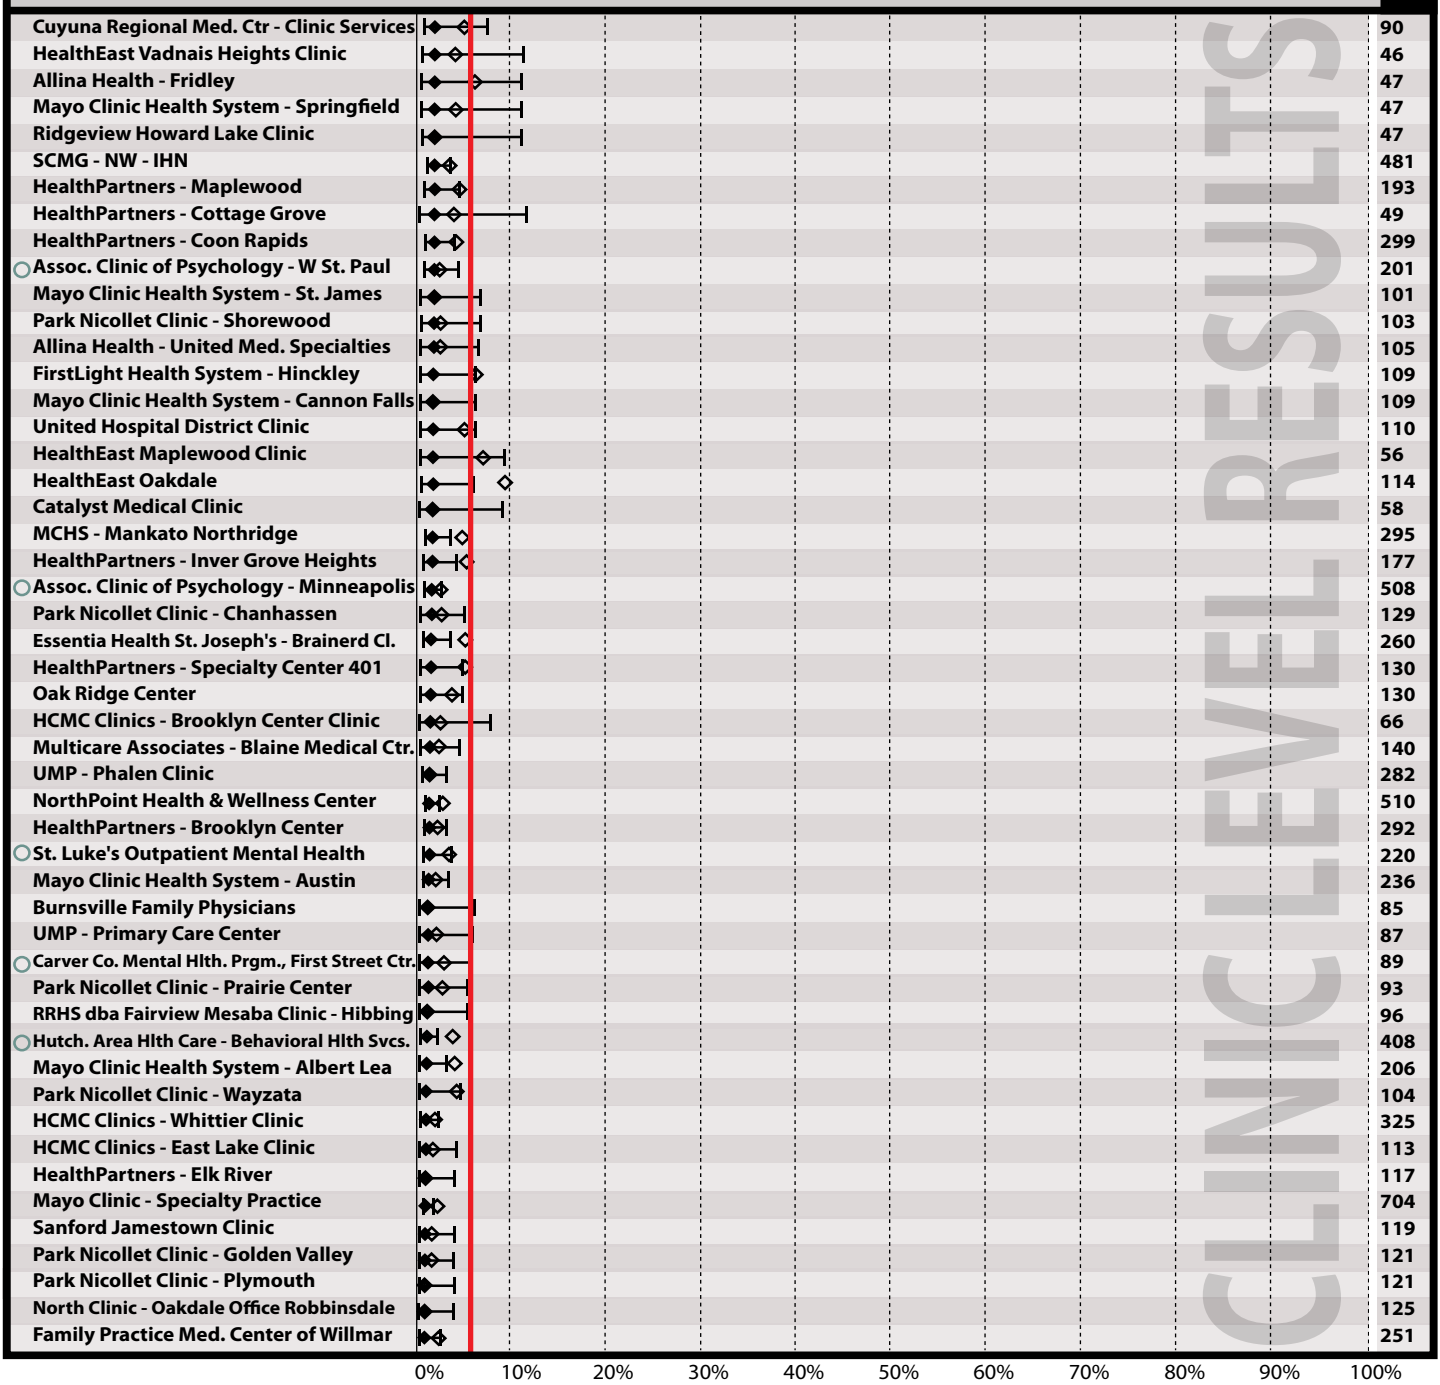 Cuyuna Regional Med. Ctr - Clinic Services 90
HealthEast Vadnais Heights Clinic 46
Allina Health - Fridley 47
Mayo Clinic Health System - Springfield 47
Ridgeview Howard Lake Clinic 47
SCMG - NW - IHN 481
HealthPartners - Maplewood 193
HealthPartners - Cottage Grove 49
HealthPartners - Coon Rapids 299
Assoc. Clinic of Psychology - W St. Paul 201
Mayo Clinic Health System - St. James 101
Park Nicollet Clinic - Shorewood 103
Allina Health - United Med. Specialties 105
FirstLight Health System - Hinckley 109
Mayo Clinic Health System - Cannon Falls 109
United Hospital District Clinic 110
HealthEast Maplewood Clinic 56
HealthEast Oakdale 114
Catalyst Medical Clinic 58
MCHS - Mankato Northridge 295
HealthPartners - Inver Grove Heights 177
Assoc. Clinic of Psychology - Minneapolis 508
Park Nicollet Clinic - Chanhassen 129
Essentia Health St. Joseph's - Brainerd Cl. 260
HealthPartners - Specialty Center 401 130
Oak Ridge Center 130
HCMC Clinics - Brooklyn Center Clinic 66
Multicare Associates - Blaine Medical Ctr. 140
UMP - Phalen Clinic 282
NorthPoint Health & Wellness Center 510
HealthPartners - Brooklyn Center 292
St. Luke's Outpatient Mental Health 220
Mayo Clinic Health System - Austin 236
Burnsville Family Physicians 85
UMP - Primary Care Center 87
Carver Co. Mental Hlth. Prgm., First Street Ctr. 89
Park Nicollet Clinic - Prairie Center 93
RRHS dba Fairview Mesaba Clinic - Hibbing 96
Hutch. Area Hlth Care - Behavioral Hlth Svcs. 408
Mayo Clinic Health System - Albert Lea 206
Park Nicollet Clinic - Wayzata 104
HCMC Clinics - Whittier Clinic 325
HCMC Clinics - East Lake Clinic 113
HealthPartners - Elk River 117
Mayo Clinic - Specialty Practice 704
Sanford Jamestown Clinic 119
Park Nicollet Clinic - Golden Valley 121
Park Nicollet Clinic - Plymouth 121
North Clinic - Oakdale Office Robbinsdale 125
Family Practice Med. Center of Willmar 251
0% 10% 20% 30% 40% 50% 60% 70% 80% 90% 100%
CLINIC LEVEL RESULTS